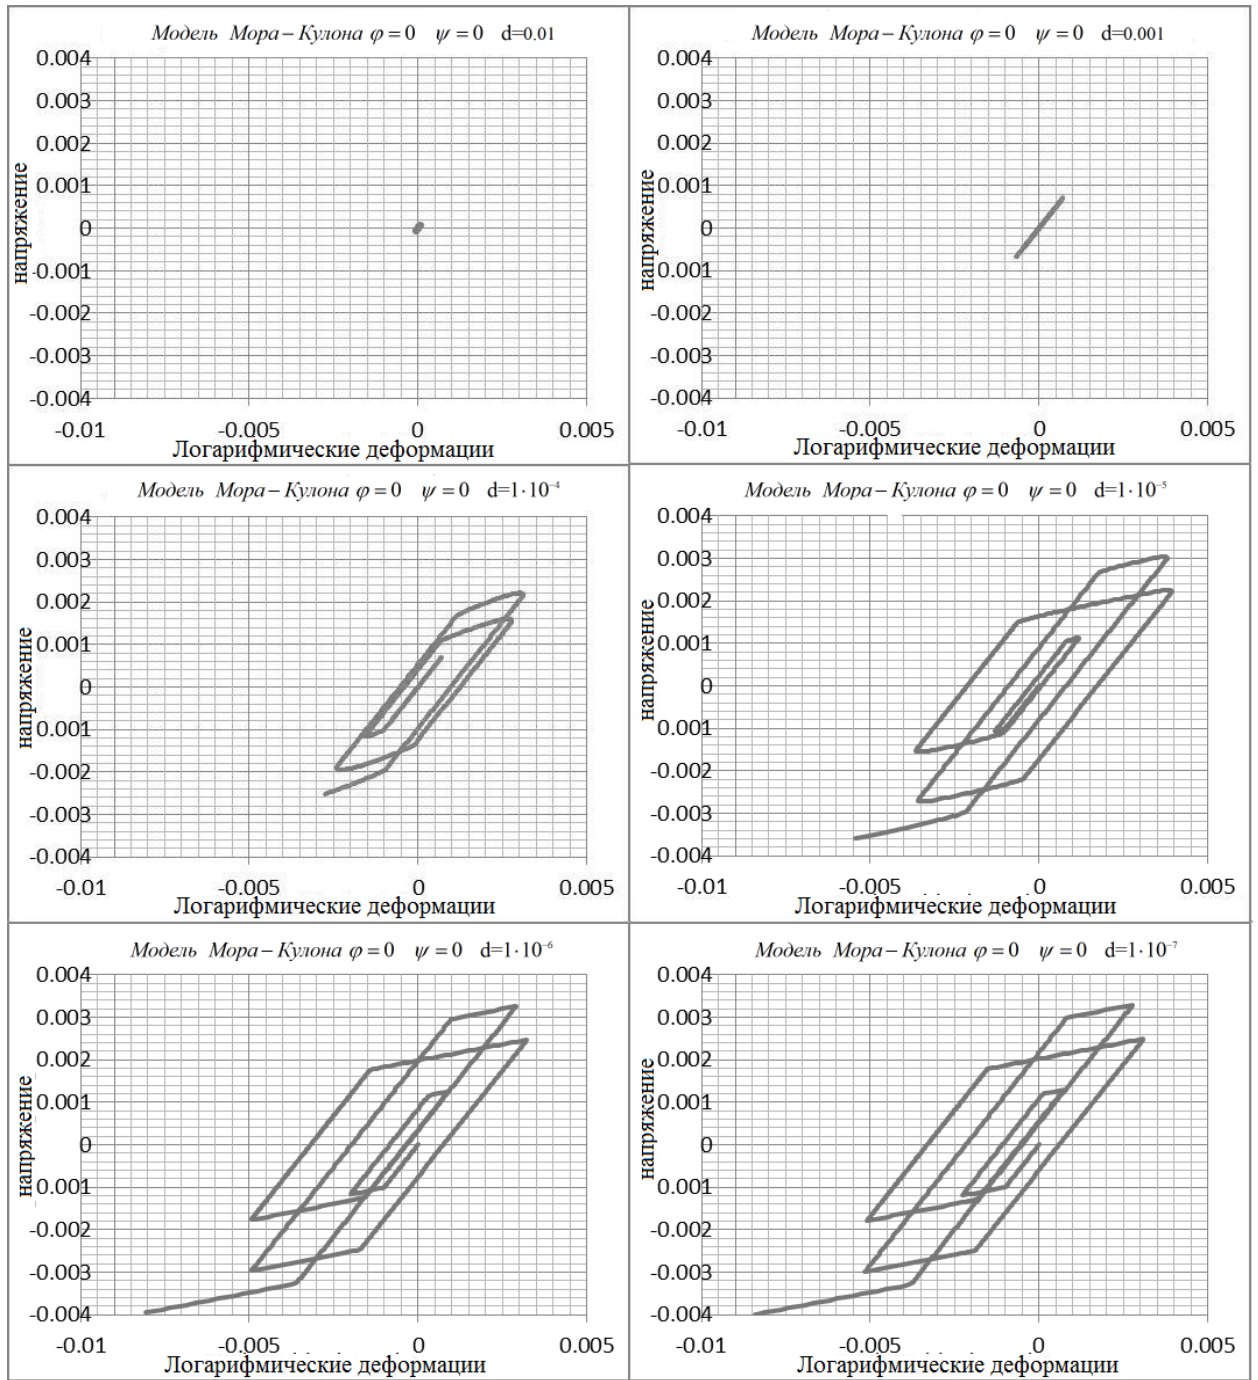 Модель Мора – Кулона φ = 0 ψ = 0 d=0.01
0.004
0.003
0.002
0.001
0
-0.001
-0.002
-0.003
-0.004
напряжение
-0.01 -0.005 0 0.005
Логарифмические деформации
Модель Мора – Кулона φ = 0 ψ = 0 d=0.001
0.004
0.003
0.002
0.001
0
0.001
-0.002
-0.003
-0.004
напряжение
-0.01 -0.005 0 0.005
Логарифмические деформации
Модель Мора – Кулона φ = 0 ψ = 0 d=1·10⁻⁴
0.004
0.003
0.002
0.001
0
0.001
-0.002
-0.003
-0.004
напряжение
-0.01 -0.005 0 0.005
Логарифмические деформации
Модель Мора – Кулона φ = 0 ψ = 0 d=1·10⁻⁵
0.004
0.003
0.002
0.001
0
0.001
-0.002
-0.003
-0.004
напряжение
-0.01 -0.005 0 0.005
Логарифмические деформации
Модель Мора – Кулона φ = 0 ψ = 0 d=1·10⁻⁶
0.004
0.003
0.002
0.001
0
0.001
-0.002
-0.003
-0.004
напряжение
-0.01 -0.005 0 0.005
Логарифмические деформации
Модель Мора – Кулона φ = 0 ψ = 0 d=1·10⁻⁷
0.004
0.003
0.002
0.001
0
0.001
-0.002
-0.003
-0.004
напряжение
-0.01 -0.005 0 0.005
Логарифмические деформации